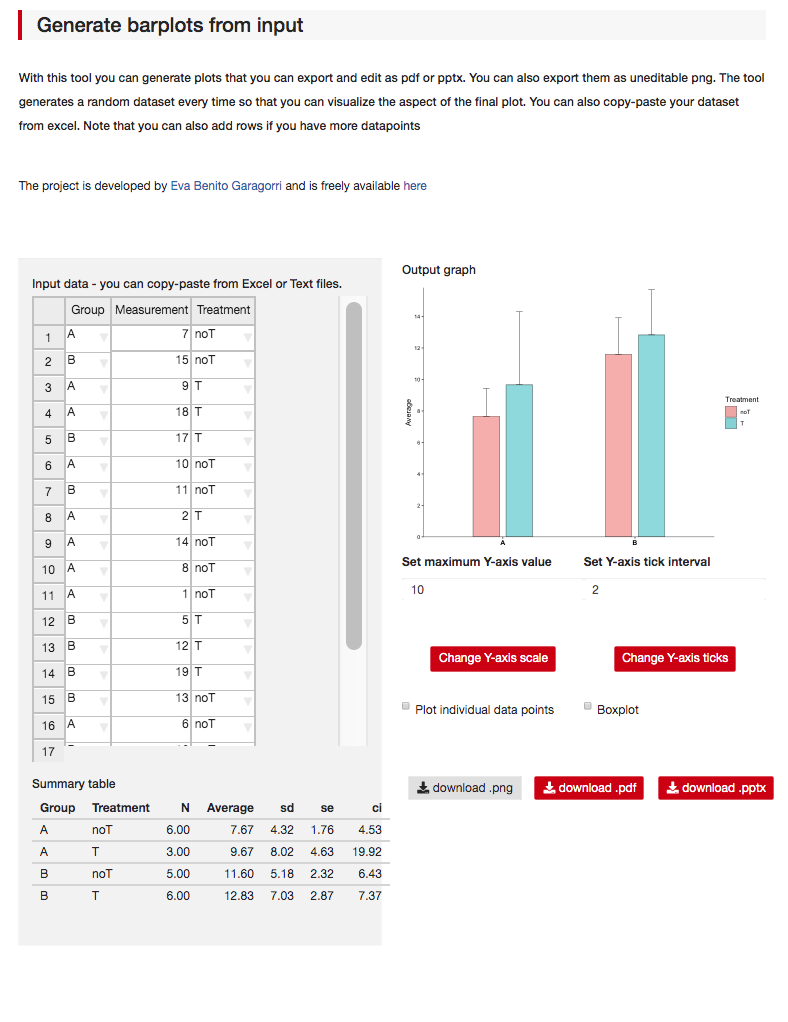 Generate barplots from input
With this tool you can generate plots that you can export and edit as pdf or pptx. You can also export them as uneditable png. The tool
generates a random dataset every time so that you can visualize the aspect of the final plot. You can also copy-paste your dataset
from excel. Note that you can also add rows if you have more datapoints
The project is developed by Eva Benito Garagorri and is freely available here
Input data - you can copy-paste from Excel or Text files.
Group Measurement Treatment
1 A 7 noT
2 B 15 noT
3 A 9 T
4 A 18 T
5 B 17 T
6 A 10 noT
7 B 11 noT
8 A 2 T
9 A 14 noT
10 A 8 noT
11 A 1 noT
12 B 5 T
13 B 12 T
14 B 19 T
15 B 13 noT
16 A 6 noT
17
Summary table
Group Treatment N Average sd se ci
A noT 6.00 7.67 4.32 1.76 4.53
A T 3.00 9.67 8.02 4.63 19.92
B noT 5.00 11.60 5.18 2.32 6.43
B T 6.00 12.83 7.03 2.87 7.37
Output graph
14
12
10
8
6
4
2
0
Average
A B
Treatment
noT
T
Set maximum Y-axis value Set Y-axis tick interval
10 2
Change Y-axis scale Change Y-axis ticks
Plot individual data points Boxplot
download .png download .pdf download .pptx